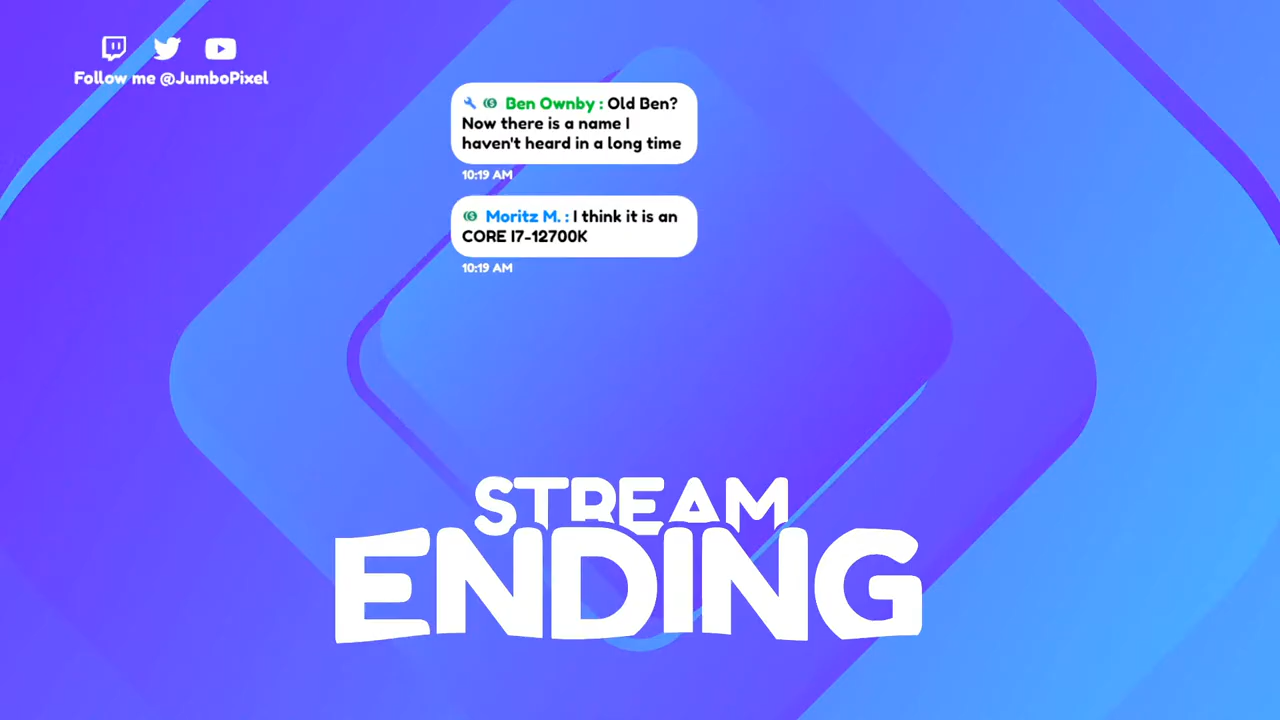 Follow me @JumboPixel
Ben Ownby : Old Ben?
Now there is a name I
haven't heard in a long time
10:19 AM
Moritz M. : I think it is an
CORE I7-12700K
10:19 AM
STREAM
ENDING